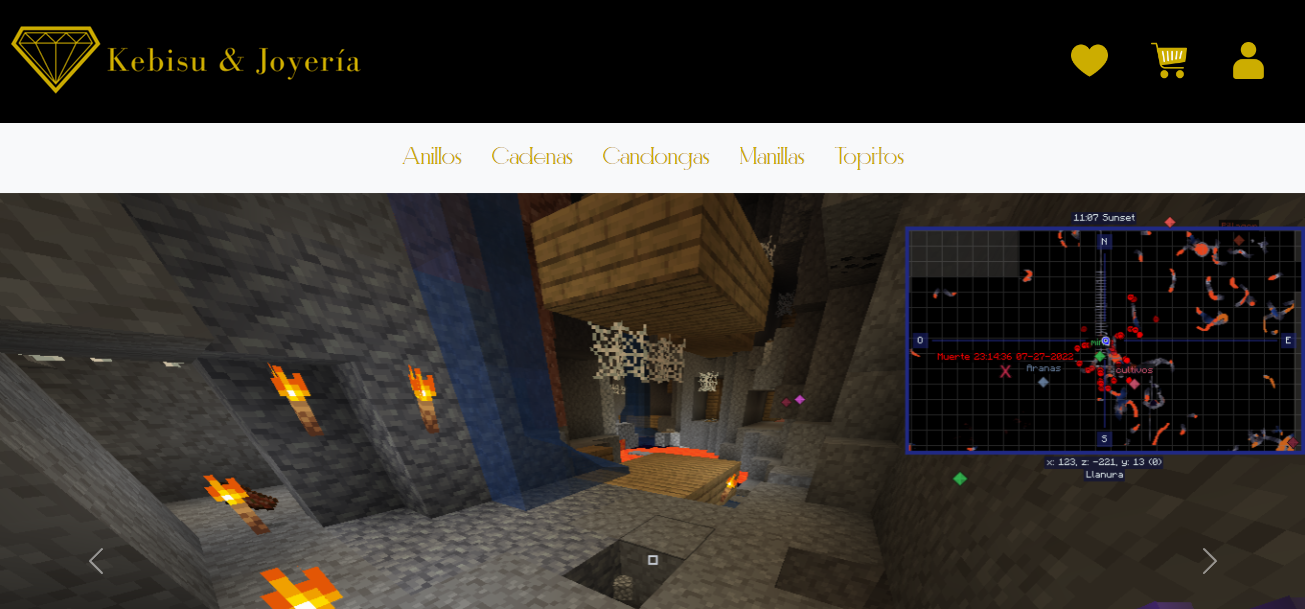 Kebisu & Joyería
Anillos Cadenas Candongas Manillas Topitos
11:07 Sunset
N
O
E
Muerte 23:14:36 07-27-2022
X
Aranas
cultivos
S
x: 123, z: -221, y: 13 (0)
Llanura